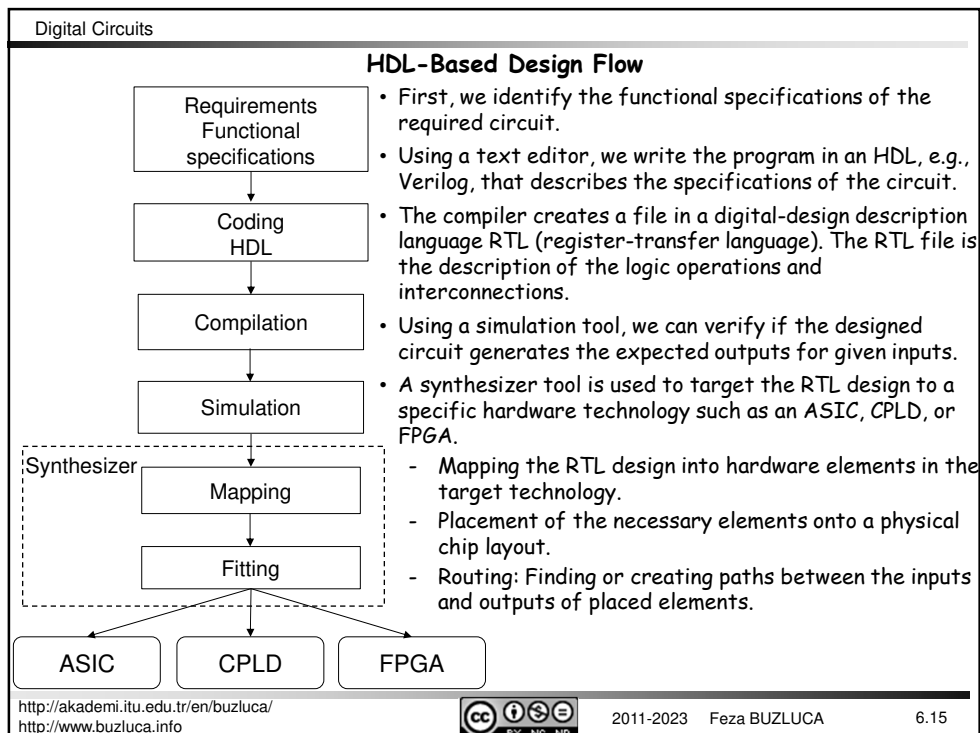 Digital Circuits
HDL-Based Design Flow
Requirements
Functional
specifications
Coding
HDL
Compilation
Simulation
Synthesizer
Mapping
Fitting
ASIC
CPLD
FPGA
• First, we identify the functional specifications of the
required circuit.
• Using a text editor, we write the program in an HDL, e.g.,
Verilog, that describes the specifications of the circuit.
• The compiler creates a file in a digital-design description
language RTL (register-transfer language). The RTL file is
the description of the logic operations and
interconnections.
• Using a simulation tool, we can verify if the designed
circuit generates the expected outputs for given inputs.
• A synthesizer tool is used to target the RTL design to a
specific hardware technology such as an ASIC, CPLD, or
FPGA.
- Mapping the RTL design into hardware elements in the
target technology.
- Placement of the necessary elements onto a physical
chip layout.
- Routing: Finding or creating paths between the inputs
and outputs of placed elements.
http://akademi.itu.edu.tr/en/buzluca/
http://www.buzluca.info
cc
BY NC ND
2011-2023 Feza BUZLUCA
6.15